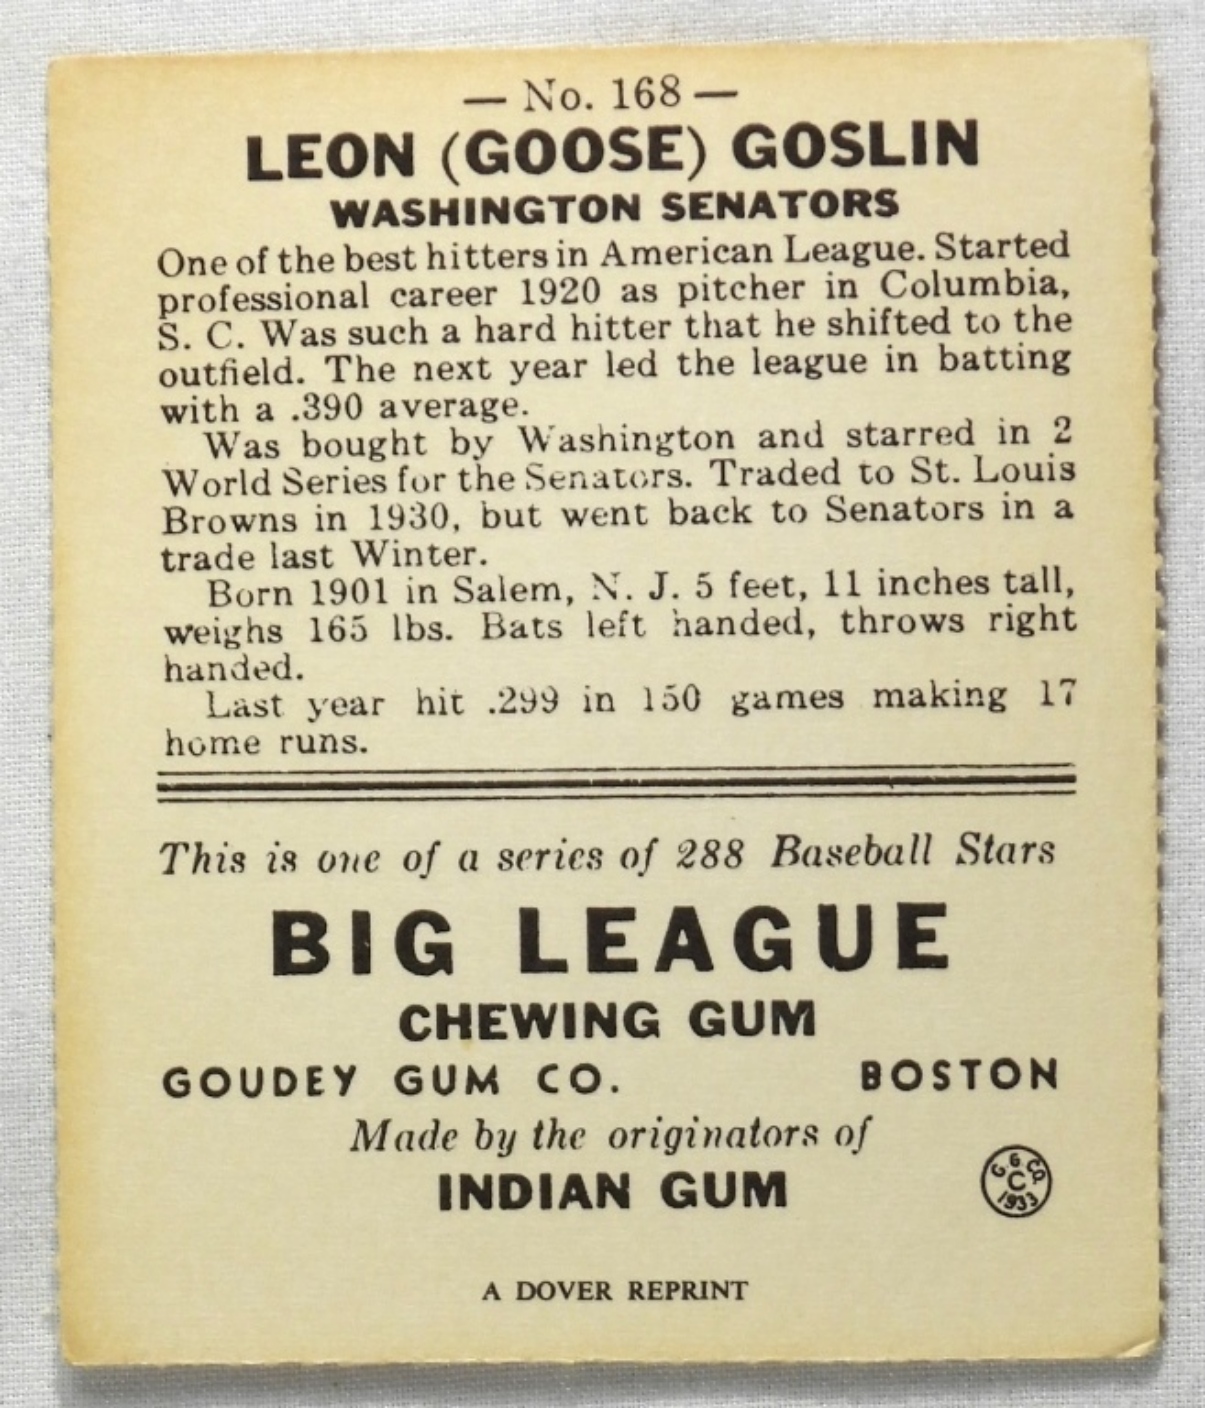 — No. 168 —
LEON (GOOSE) GOSLIN
WASHINGTON SENATORS
One of the best hitters in American League. Started
professional career 1920 as pitcher in Columbia,
S. C. Was such a hard hitter that he shifted to the
outfield. The next year led the league in batting
with a .390 average.
Was bought by Washington and starred in 2
World Series for the Senators. Traded to St. Louis
Browns in 1930, but went back to Senators in a
trade last Winter.
Born 1901 in Salem, N. J. 5 feet, 11 inches tall,
weighs 165 lbs. Bats left handed, throws right
handed.
Last year hit .299 in 150 games making 17
home runs.
This is one of a series of 288 Baseball Stars
BIG LEAGUE
CHEWING GUM
GOUDEY GUM CO. BOSTON
Made by the originators of
INDIAN GUM
G. G. CO.
C
1933
A DOVER REPRINT